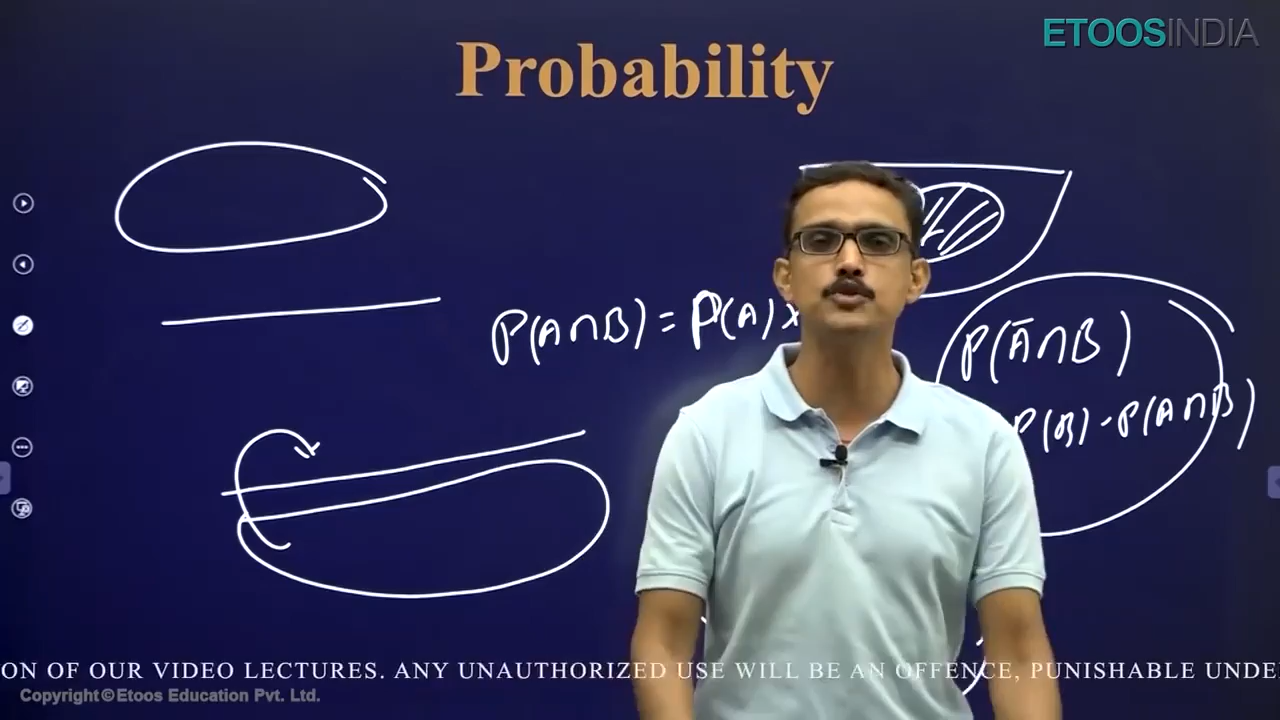 ETOOSINDIA
Probability
P(A∩B) = P(A) x
P(Ā∩B)
P(B) - P(A∩B)
ON OF OUR VIDEO LECTURES. ANY UNAUTHORIZED USE WILL BE AN OFFENCE, PUNISHABLE UNDE
Copyright © Etoos Education Pvt. Ltd.